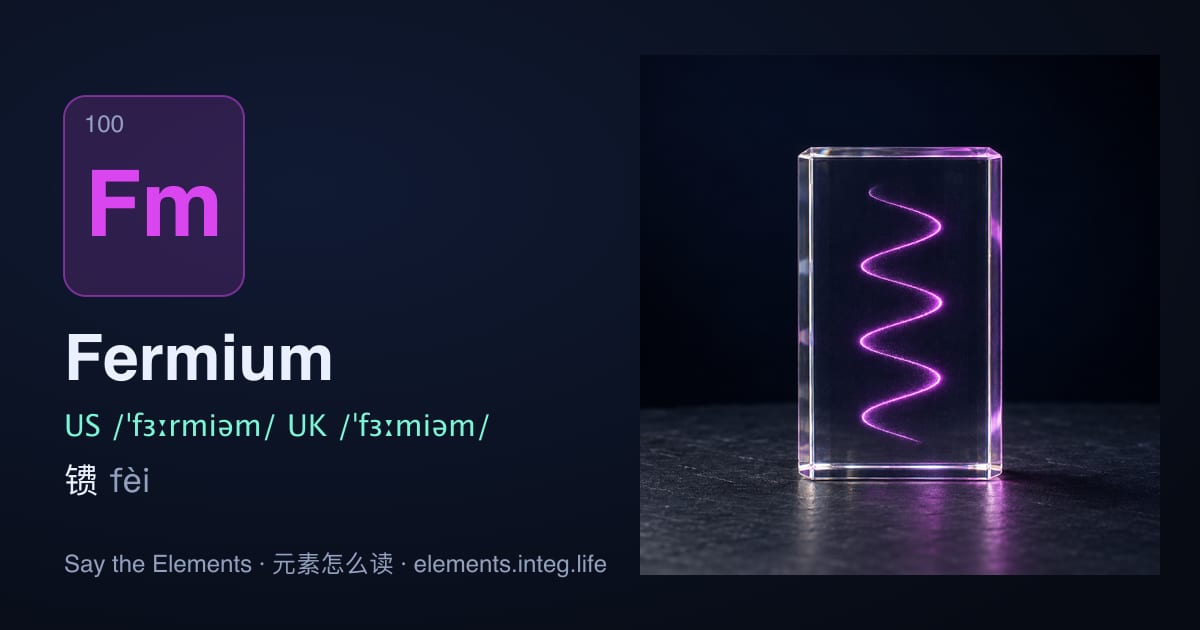 100
Fm
Fermium
US /ˈfɜːrmiəm/ UK /ˈfɜːmiəm/
镄 fèi
Say the Elements · 元素怎么读 · elements.integ.life